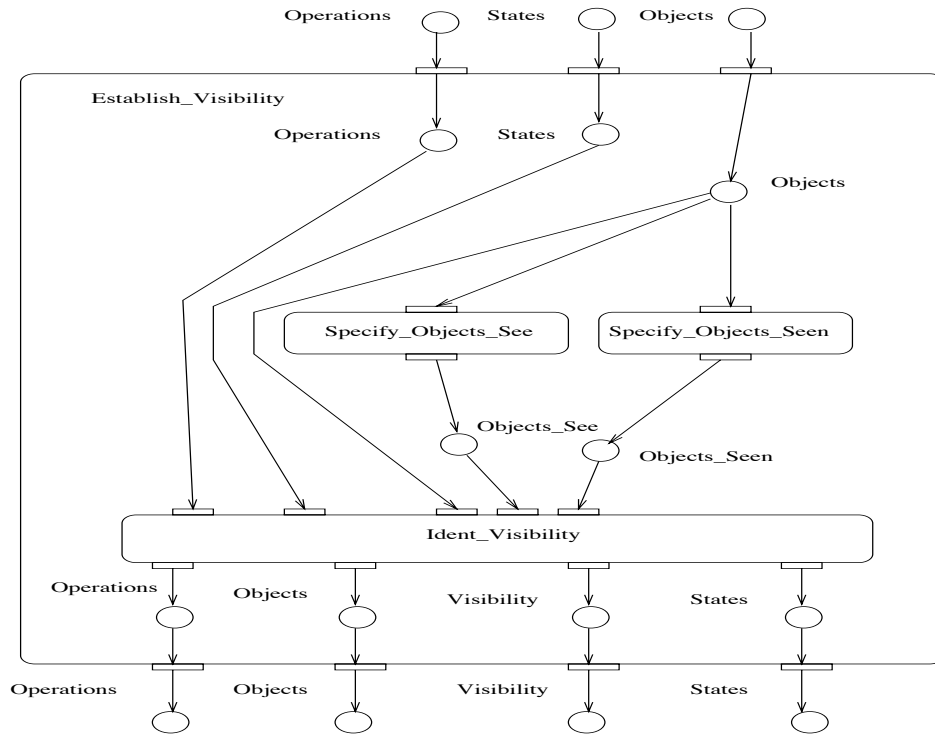 Operations
States
Objects
Establish_Visibility
Operations
States
Objects
Specify_Objects_See
Specify_Objects_Seen
Objects_See
Objects_Seen
Ident_Visibility
Operations
Objects
Visibility
States
Operations
Objects
Visibility
States